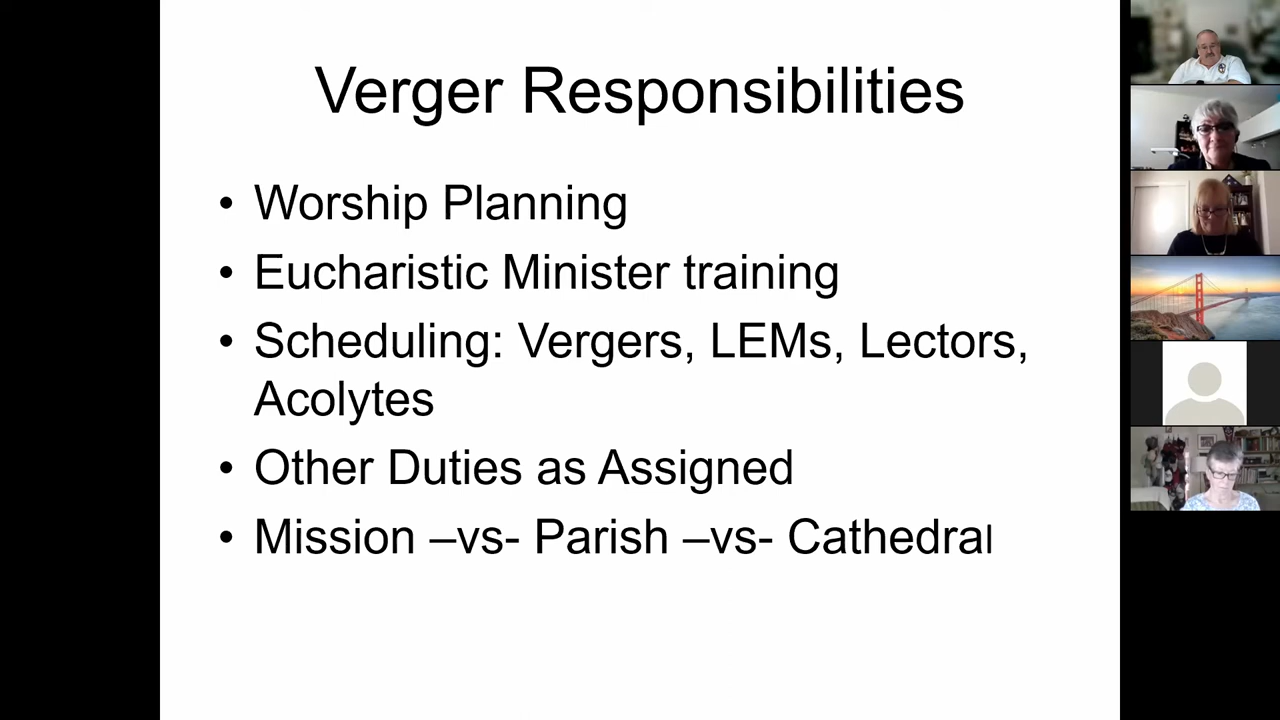 Verger Responsibilities
• Worship Planning
• Eucharistic Minister training
• Scheduling: Vergers, LEMs, Lectors,
Acolytes
• Other Duties as Assigned
• Mission –vs- Parish –vs- Cathedral